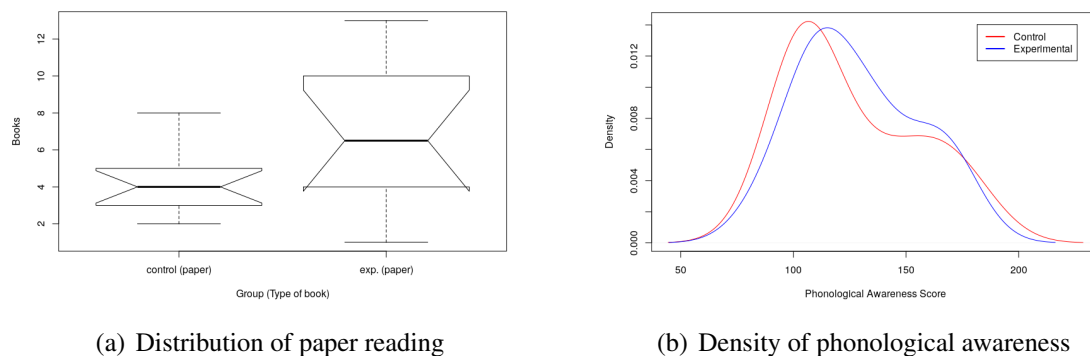 Books
12
10
8
6
4
2
control (paper)
exp. (paper)
Group (Type of book)
(a) Distribution of paper reading
Density
0.012
0.008
0.004
0.000
Control
Experimental
50
100
150
200
Phonological Awareness Score
(b) Density of phonological awareness